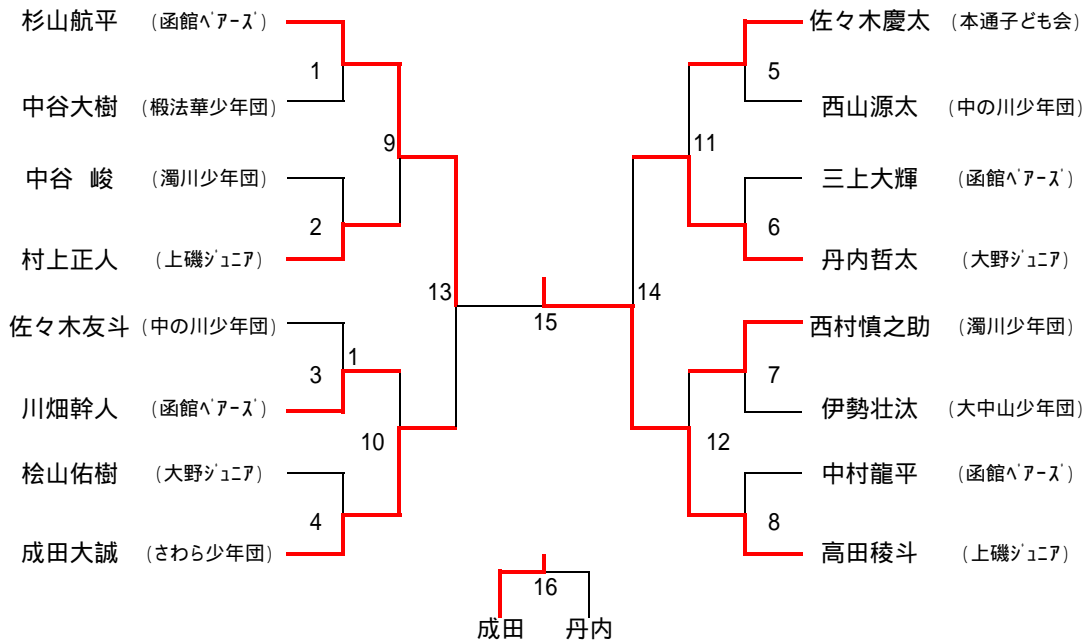 杉山航平 (函館ベアーズ)
1
中谷大樹 (椴法華少年団)
9
中谷 峻 (濁川少年団)
2
村上正人 (上磯ジュニア)
13
佐々木友斗 (中の川少年団)
1
3
川畑幹人 (函館ベアーズ)
10
桧山佑樹 (大野ジュニア)
4
成田大誠 (さわら少年団)
15
佐々木慶太 (本通子ども会)
5
西山源太 (中の川少年団)
11
三上大輝 (函館ベアーズ)
6
丹内哲太 (大野ジュニア)
14
西村慎之助 (濁川少年団)
7
伊勢壮汰 (大中山少年団)
12
中村龍平 (函館ベアーズ)
8
高田稜斗 (上磯ジュニア)
16
成田 丹内